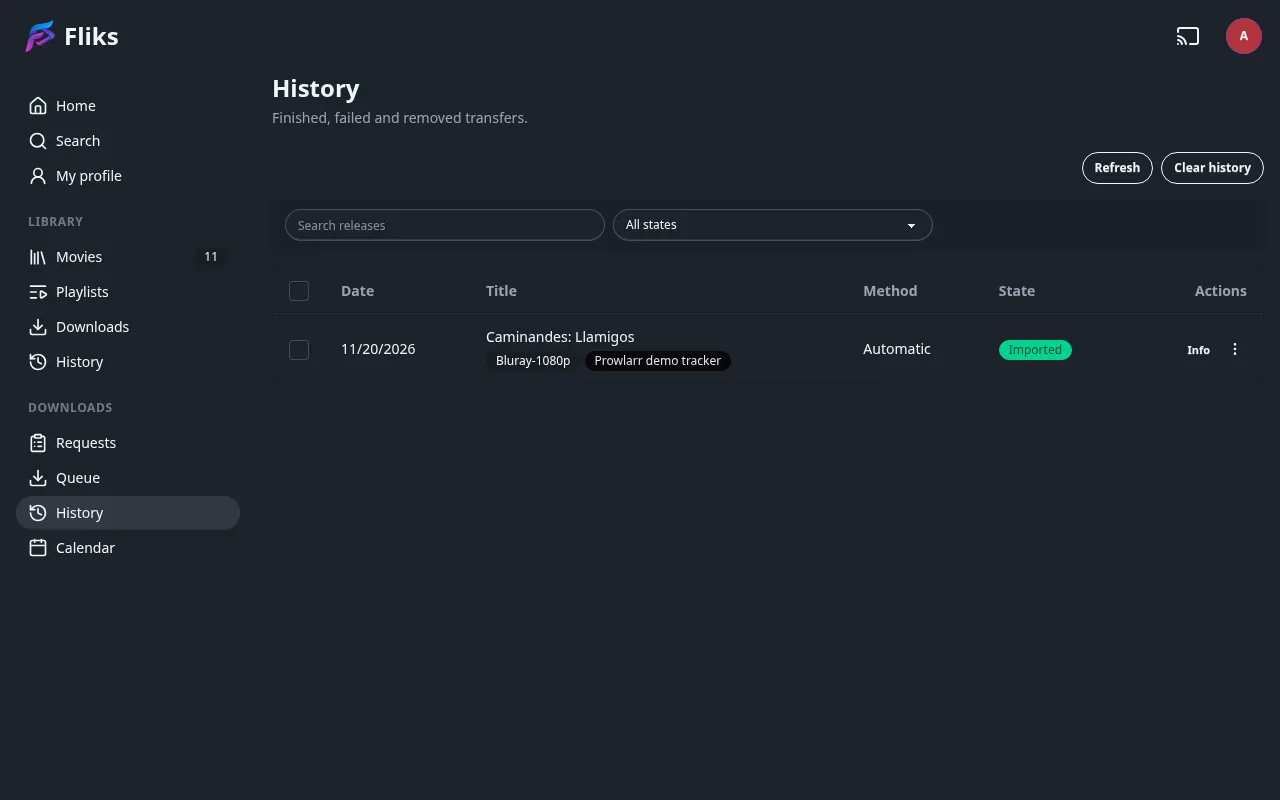 Fliks
A
Home
Search
My profile
LIBRARY
Movies 11
Playlists
Downloads
History
DOWNLOADS
Requests
Queue
History
Calendar
History
Finished, failed and removed transfers.
Refresh Clear history
Search releases All states
Date Title Method State Actions
11/20/2026 Caminandes: Llamigos Automatic Imported Info
Bluray-1080p Prowlarr demo tracker